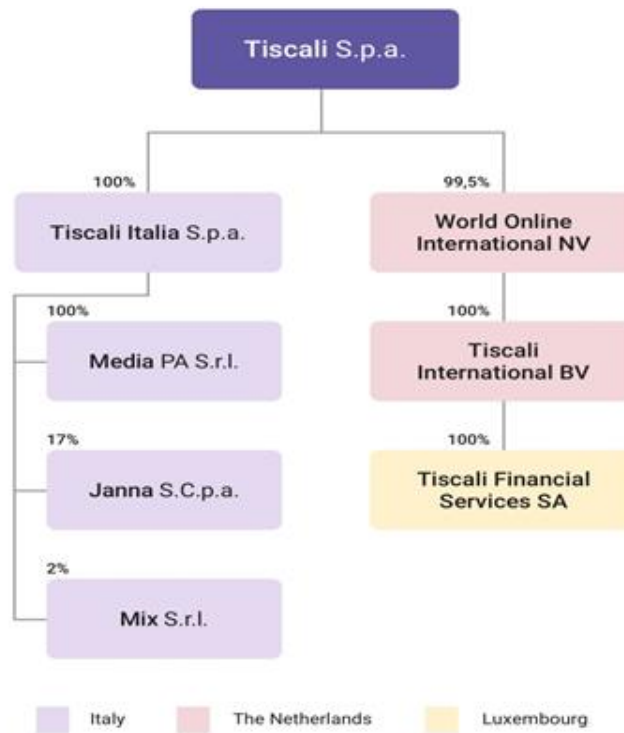 Tiscali S.p.a.
100%
99,5%
Tiscali Italia S.p.a.
World Online
International NV
100%
Media PA S.r.l.
100%
Tiscali
International BV
17%
Janna S.C.p.a.
100%
Tiscali Financial
Services SA
2%
Mix S.r.l.
Italy
The Netherlands
Luxembourg